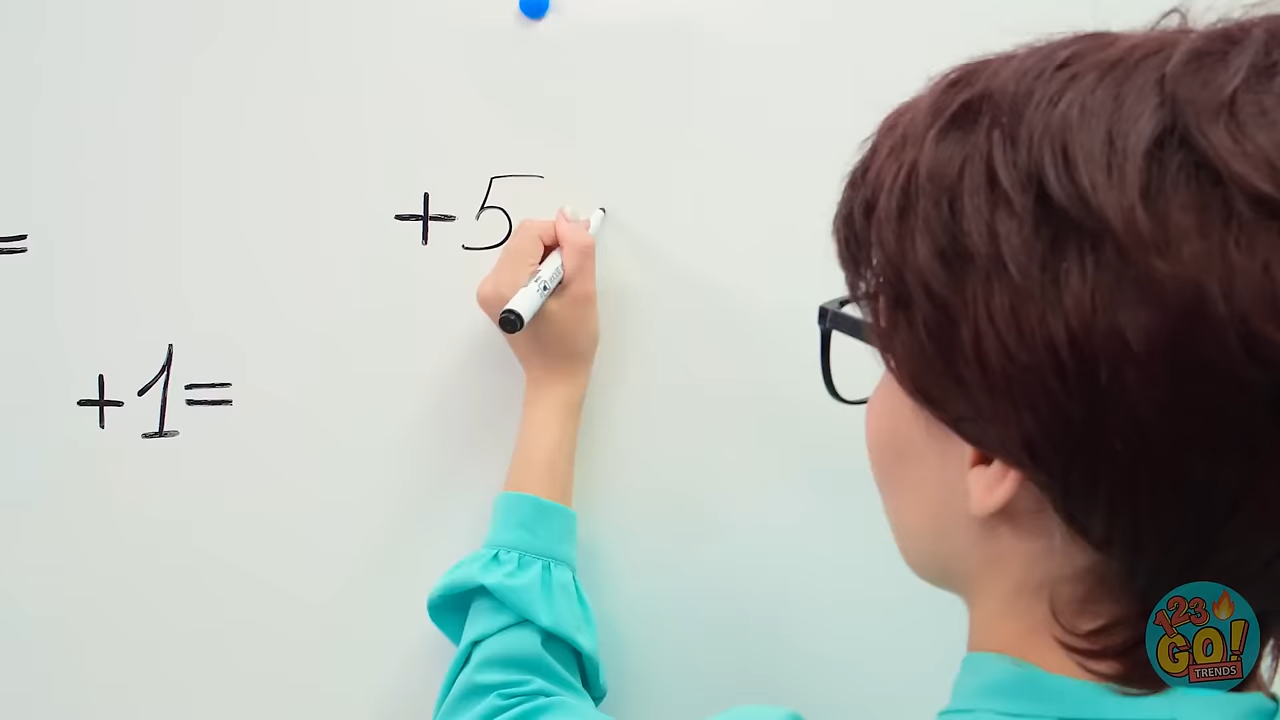 =
+5
+1=
123
GO!
TRENDS